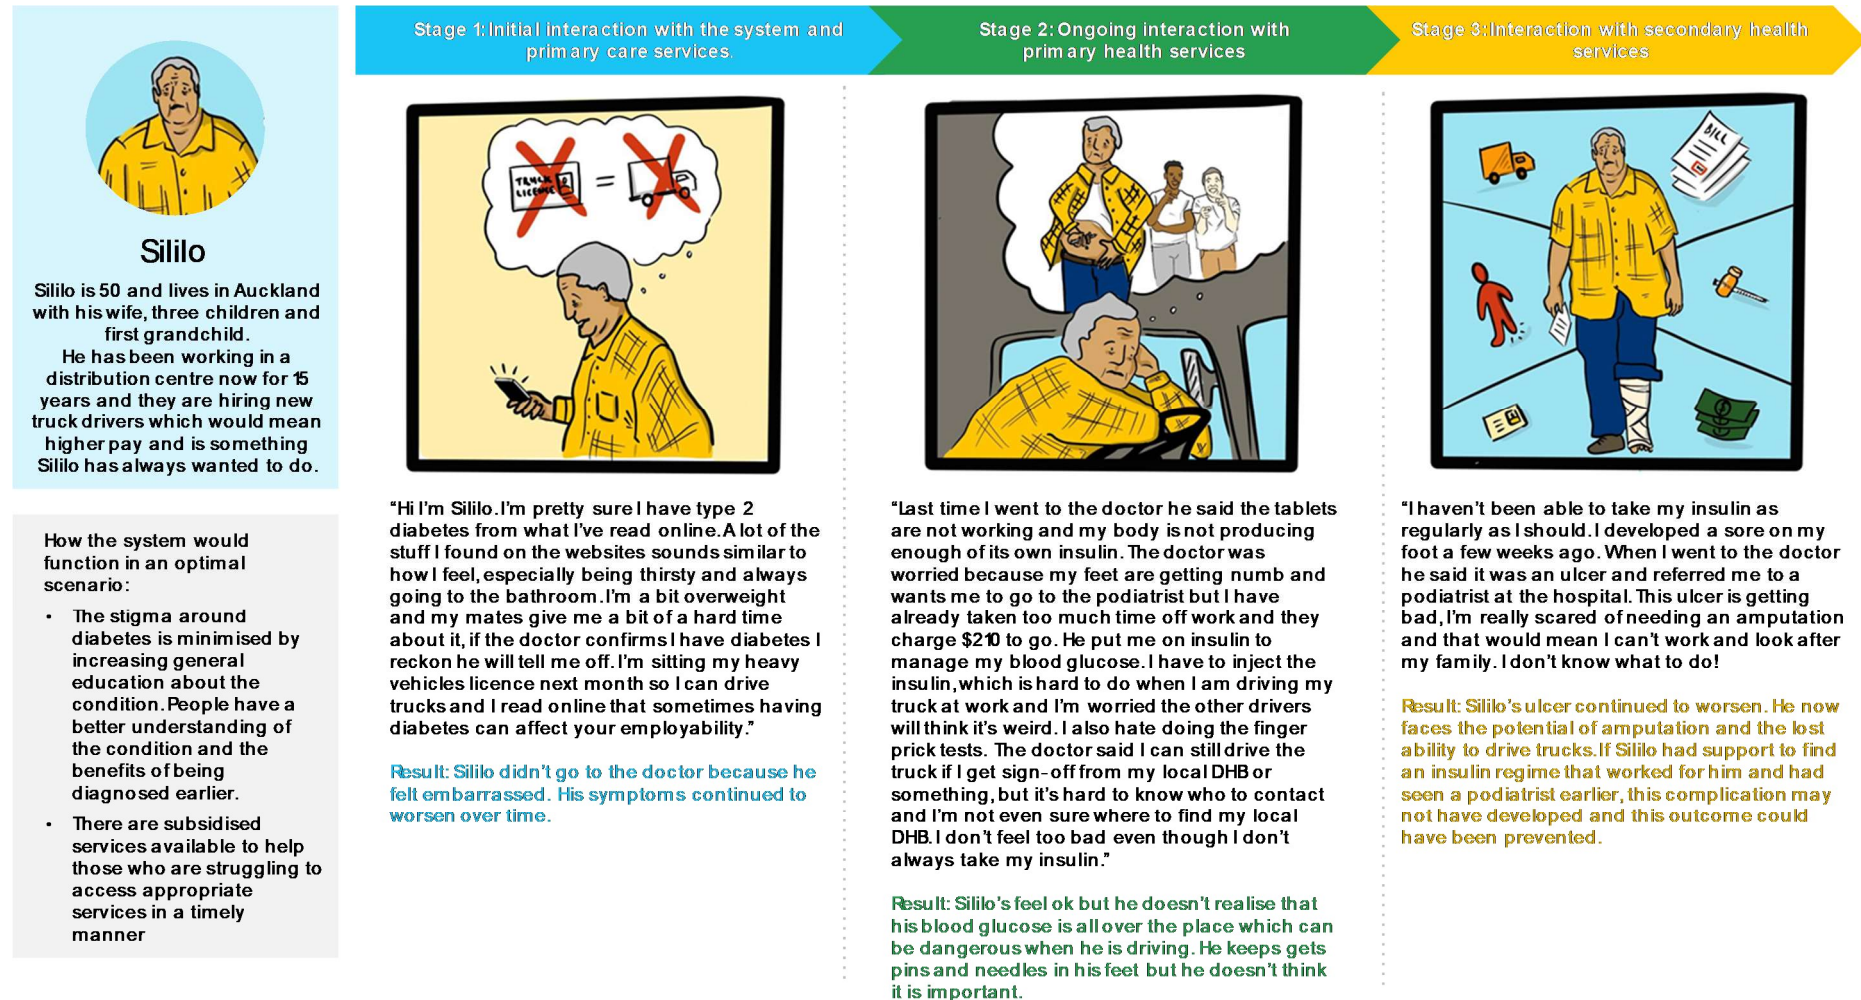 Stage 1: Initial interaction with the system and
primary care services.
Stage 2: Ongoing interaction with
primary health services
Stage 3: Interaction with secondary health
services
Sililo
Sililo is 50 and lives in Auckland
with his wife, three children and
first grandchild.
He has been working in a
distribution centre now for 15
years and they are hiring new
truck drivers which would mean
higher pay and is something
Sililo has always wanted to do.
How the system would
function in an optimal
scenario:
• The stigma around
diabetes is minimised by
increasing general
education about the
condition. People have a
better understanding of
the condition and the
benefits of being
diagnosed earlier.
• There are subsidised
services available to help
those who are struggling to
access appropriate
services in a timely
manner
TRUCK
LICENCE
=
“Hi I’m Sililo. I’m pretty sure I have type 2
diabetes from what I’ve read online. A lot of the
stuff I found on the websites sounds similar to
how I feel, especially being thirsty and always
going to the bathroom. I’m a bit overweight
and my mates give me a bit of a hard time
about it, if the doctor confirms I have diabetes I
reckon he will tell me off. I’m sitting my heavy
vehicles licence next month so I can drive
trucks and I read online that sometimes having
diabetes can affect your employability.”
Result: Sililo didn’t go to the doctor because he
felt embarrassed. His symptoms continued to
worsen over time.
“Last time I went to the doctor he said the tablets
are not working and my body is not producing
enough of its own insulin. The doctor was
worried because my feet are getting numb and
wants me to go to the podiatrist but I have
already taken too much time off work and they
charge $210 to go. He put me on insulin to
manage my blood glucose. I have to inject the
insulin, which is hard to do when I am driving my
truck at work and I’m worried the other drivers
will think it’s weird. I also hate doing the finger
prick tests. The doctor said I can still drive the
truck if I get sign-off from my local DHB or
something, but it’s hard to know who to contact
and I’m not even sure where to find my local
DHB. I don’t feel too bad even though I don’t
always take my insulin.”
Result: Sililo’s feel ok but he doesn’t realise that
his blood glucose is all over the place which can
be dangerous when he is driving. He keeps gets
pins and needles in his feet but he doesn’t think
it is important.
BILL
“I haven’t been able to take my insulin as
regularly as I should. I developed a sore on my
foot a few weeks ago. When I went to the doctor
he said it was an ulcer and referred me to a
podiatrist at the hospital. This ulcer is getting
bad, I’m really scared of needing an amputation
and that would mean I can’t work and look after
my family. I don’t know what to do!
Result: Sililo’s ulcer continued to worsen. He now
faces the potential of amputation and the lost
ability to drive trucks. If Sililo had support to find
an insulin regime that worked for him and had
seen a podiatrist earlier, this complication may
not have developed and this outcome could
have been prevented.